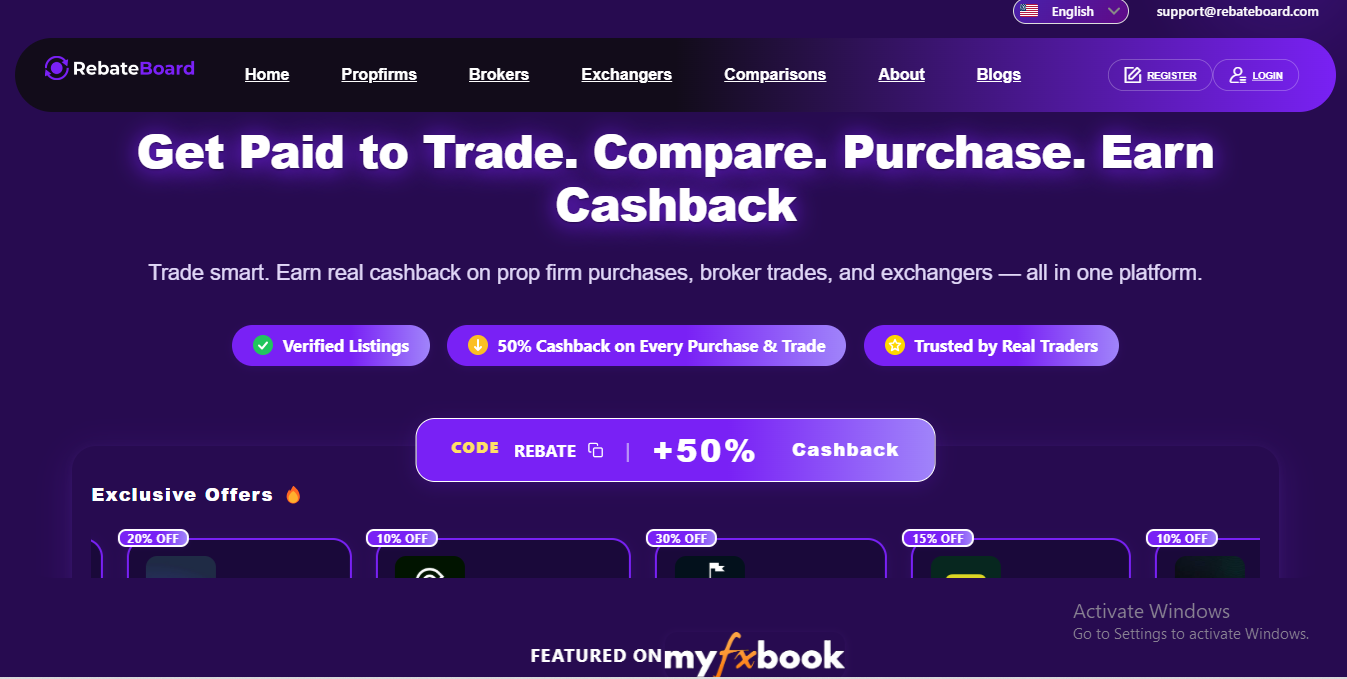 English support@rebateboard.com
RebateBoard Home Propfirms Brokers Exchangers Comparisons About Blogs REGISTER LOGIN
Get Paid to Trade. Compare. Purchase. Earn
Cashback
Trade smart. Earn real cashback on prop firm purchases, broker trades, and exchangers — all in one platform.
Verified Listings 50% Cashback on Every Purchase & Trade Trusted by Real Traders
CODE REBATE | +50% Cashback
Exclusive Offers 🔥
20% OFF 10% OFF 30% OFF 15% OFF 10% OFF
Activate Windows
Go to Settings to activate Windows.
FEATURED ON myfxbook